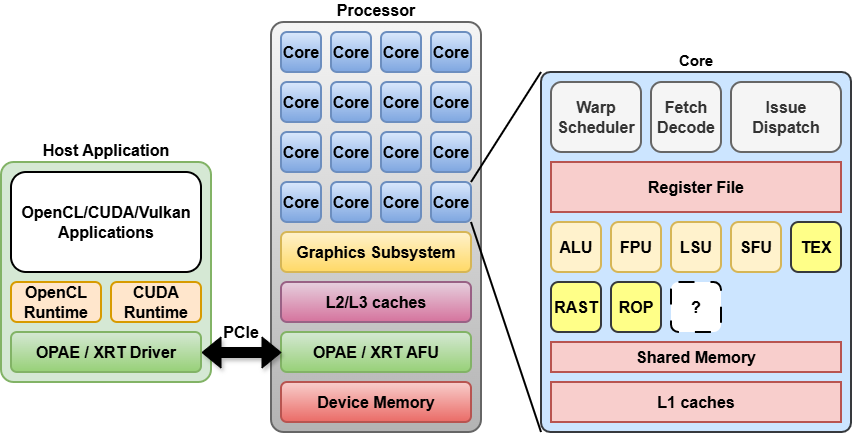 Processor
Core Core Core Core
Core Core Core Core
Core Core Core Core
Core Core Core Core
Graphics Subsystem
L2/L3 caches
OPAE / XRT AFU
Device Memory
Host Application
OpenCL/CUDA/Vulkan
Applications
OpenCL
Runtime
CUDA
Runtime
OPAE / XRT Driver
PCIe
Core
Warp
Scheduler
Fetch
Decode
Issue
Dispatch
Register File
ALU FPU LSU SFU TEX
RAST ROP ?
Shared Memory
L1 caches